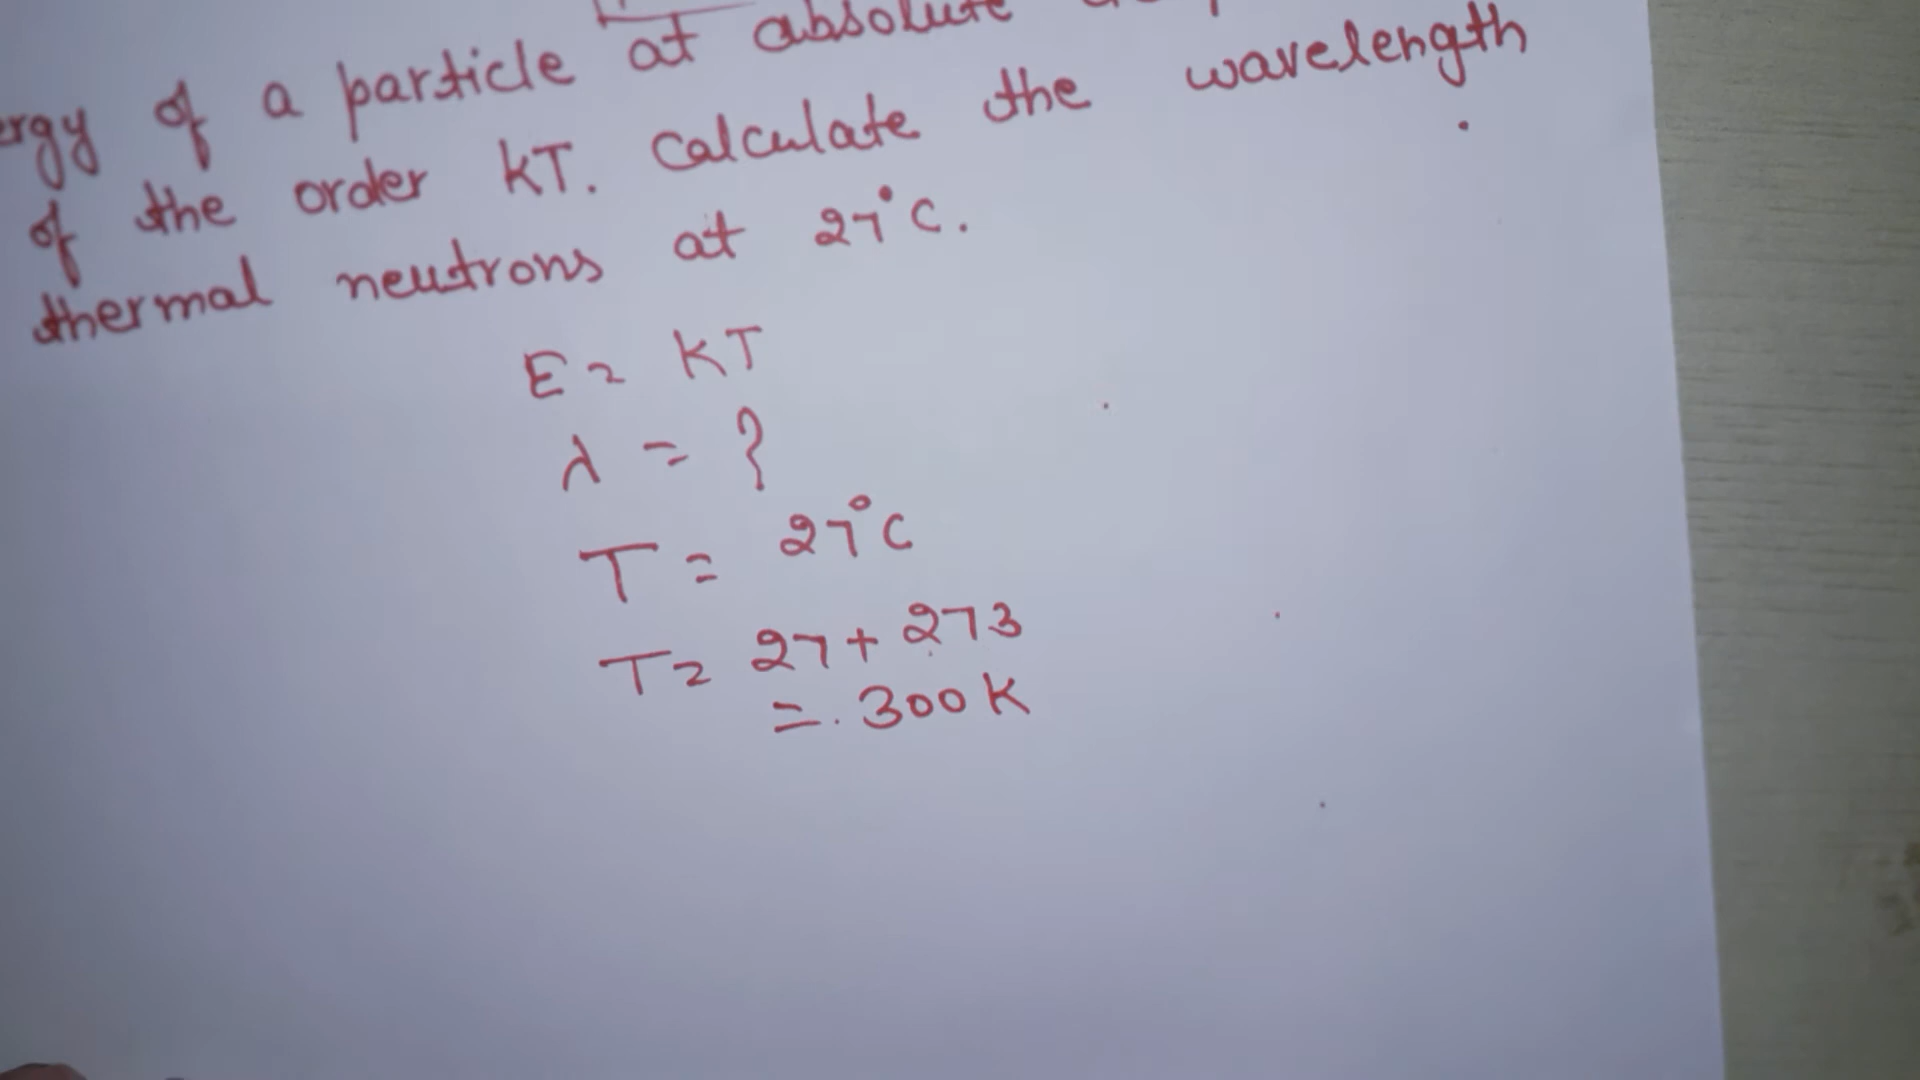 of a particle at absolute
of the order kT. Calculate the wavelength
thermal neutrons at 27°C.
E = KT
λ = ?
T = 27°C
T = 27 + 273
= 300 K